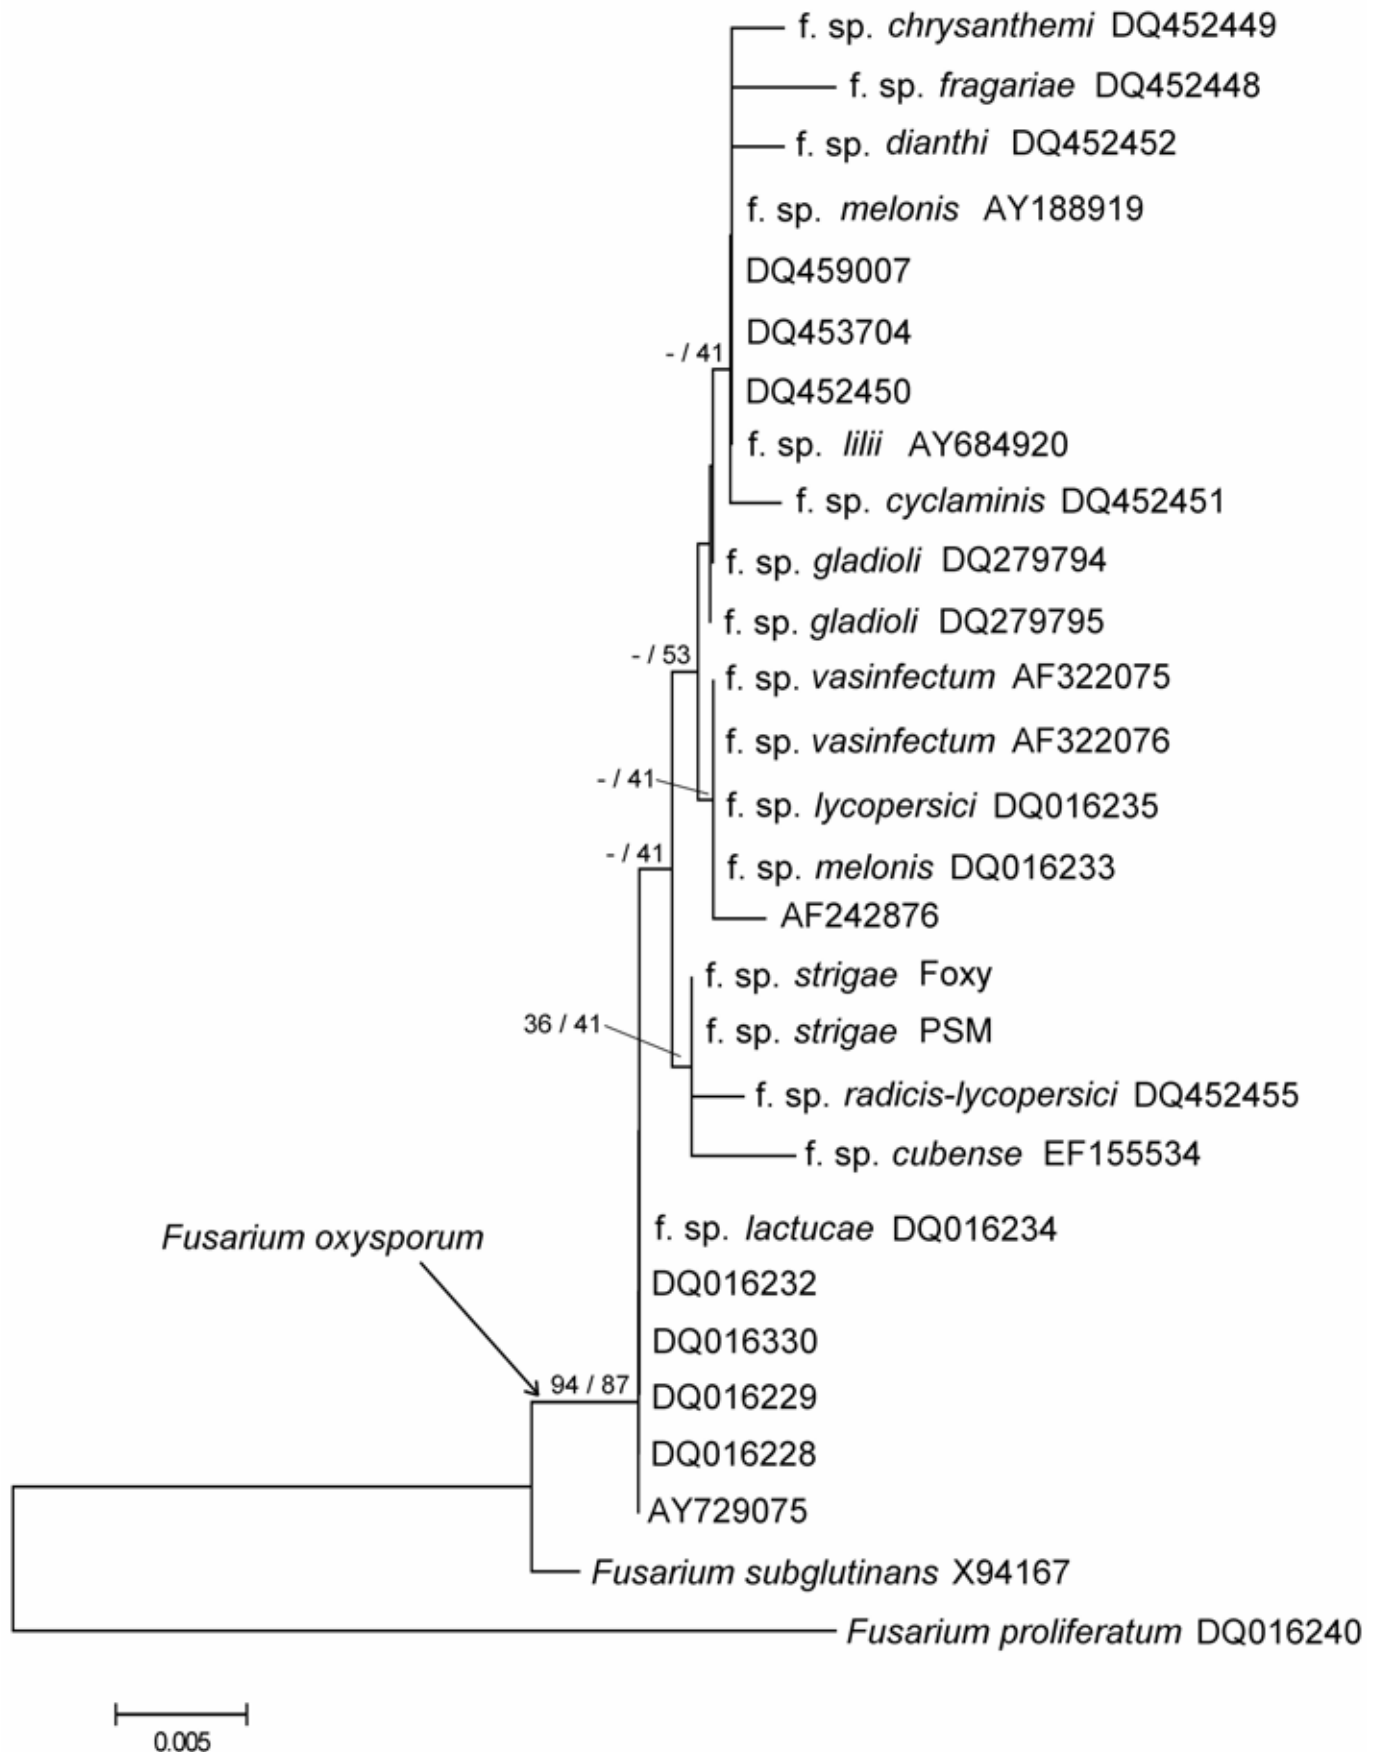 f. sp. chrysanthemi DQ452449
f. sp. fragariae DQ452448
f. sp. dianthi DQ452452
f. sp. melonis AY188919
DQ459007
DQ453704
- / 41
DQ452450
f. sp. lilii AY684920
f. sp. cyclaminis DQ452451
f. sp. gladioli DQ279794
f. sp. gladioli DQ279795
- / 53
f. sp. vasinfectum AF322075
f. sp. vasinfectum AF322076
- / 41
f. sp. lycopersici DQ016235
- / 41
f. sp. melonis DQ016233
AF242876
f. sp. strigae Foxy
36 / 41
f. sp. strigae PSM
f. sp. radicis-lycopersici DQ452455
f. sp. cubense EF155534
f. sp. lactucae DQ016234
Fusarium oxysporum
DQ016232
DQ016330
94 / 87
DQ016229
DQ016228
AY729075
Fusarium subglutinans X94167
Fusarium proliferatum DQ016240
0.005